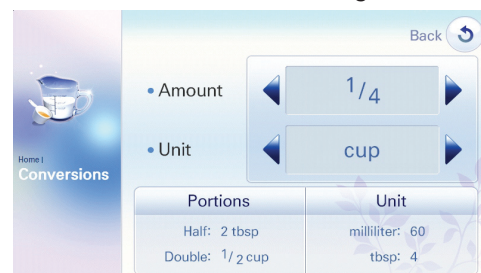 Back
• Amount
1/4
• Unit
cup
Home |
Conversions
Portions
Unit
Half: 2 tbsp
milliliter: 60
Double: 1/2 cup
tbsp: 4